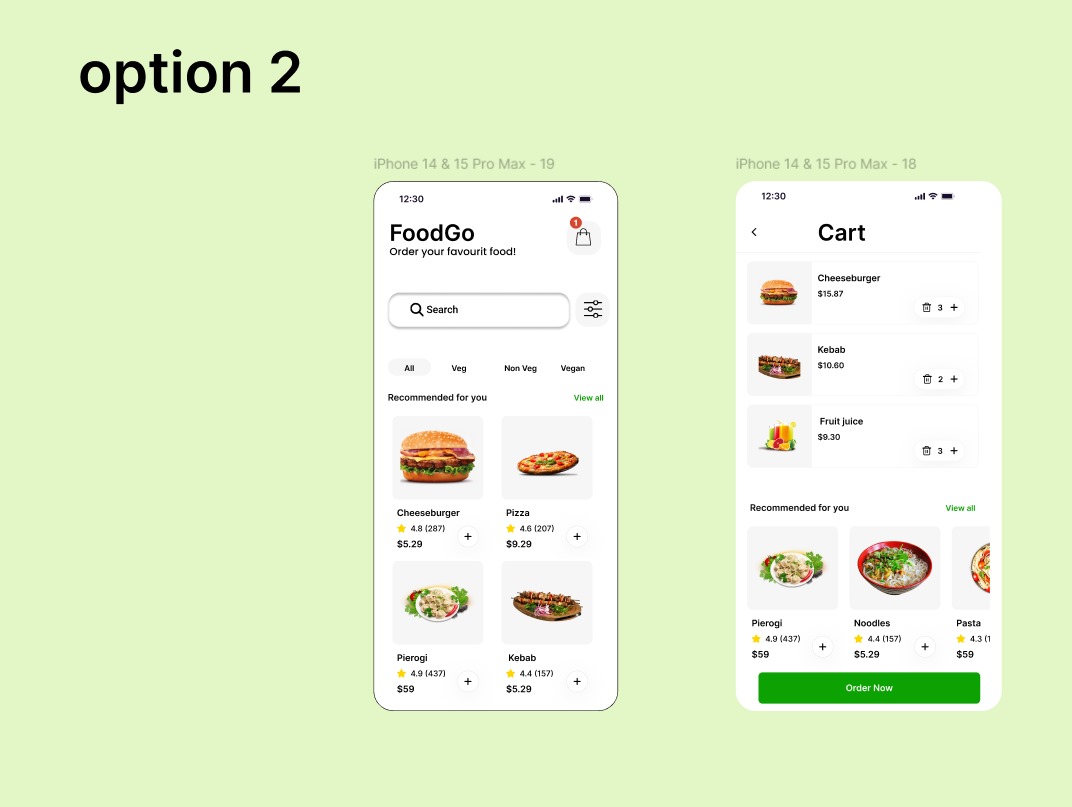 option 2
iPhone 14 & 15 Pro Max - 19
12:30
FoodGo
1
Order your favourit food!
Search
All Veg Non Veg Vegan
Recommended for you View all
Cheeseburger Pizza
4.8 (287) 4.6 (207)
$5.29 + $9.29 +
Pierogi Kebab
4.9 (437) 4.4 (157)
$59 + $5.29 +
iPhone 14 & 15 Pro Max - 18
12:30
< Cart
Cheeseburger
$15.87
3 +
Kebab
$10.60
2 +
Fruit juice
$9.30
3 +
Recommended for you View all
Pierogi Noodles Pasta
4.9 (437) 4.4 (157) 4.3 (1
$59 + $5.29 + $59
Order Now